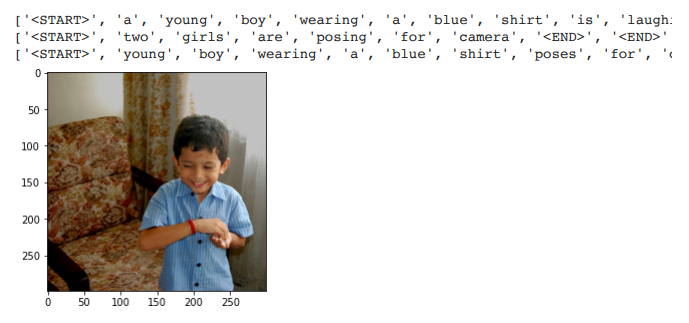 ['<START>', 'a', 'young', 'boy', 'wearing', 'a', 'blue', 'shirt', 'is',
['<START>', 'two', 'girls', 'are', 'posing', 'for', 'camera', '<END>', '<END>'
['<START>', 'young', 'boy', 'wearing', 'a', 'blue', 'shirt', 'poses', 'for',
0
50
100
150
200
250
0 50 100 150 200 250